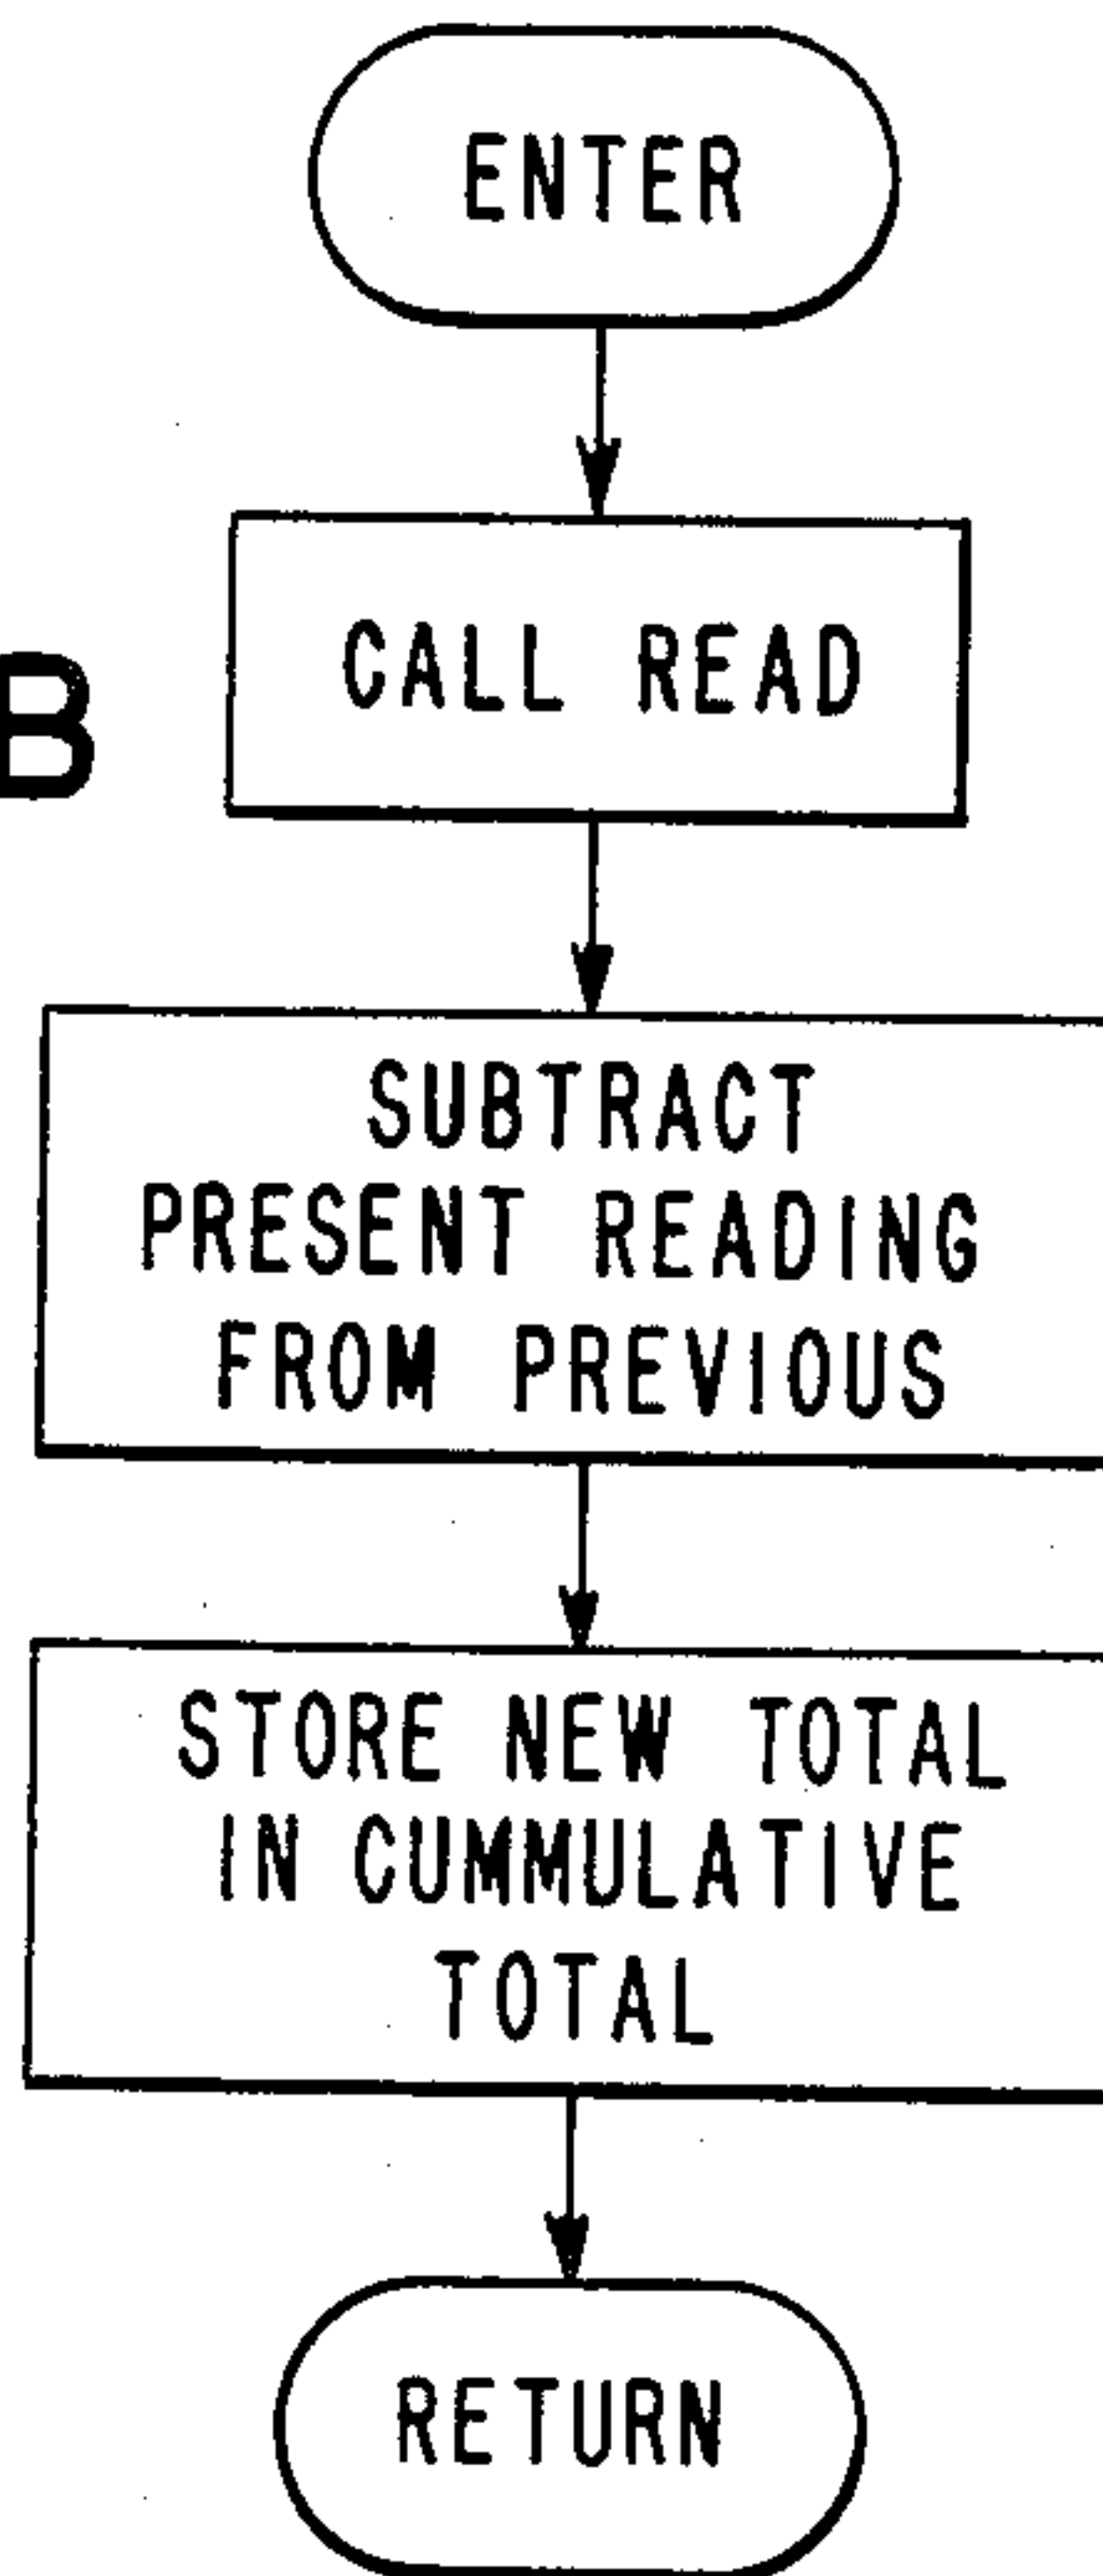 ENTER
CALL READ
B
SUBTRACT
PRESENT READING
FROM PREVIOUS
STORE NEW TOTAL
IN CUMMULATIVE
TOTAL
RETURN